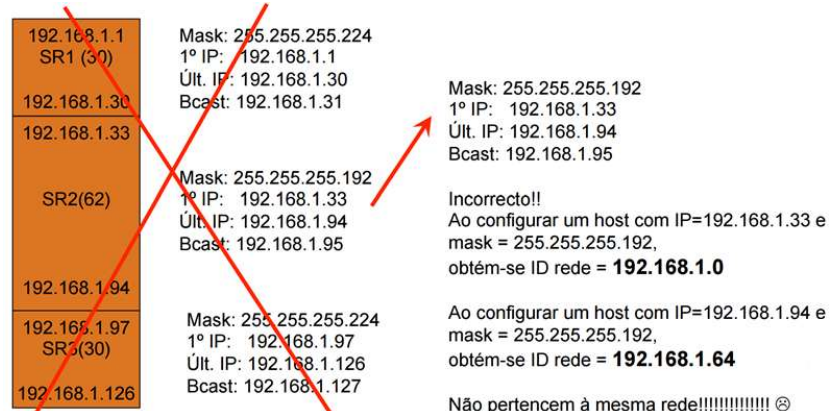 192.168.1.1
SR1 (30)
192.168.1.30
192.168.1.33
SR2(62)
192.168.1.94
192.168.1.97
SR3(30)
192.168.1.126
Mask: 255.255.255.224
1º IP: 192.168.1.1
Últ. IP: 192.168.1.30
Bcast: 192.168.1.31
Mask: 255.255.255.192
1º IP: 192.168.1.33
Últ. IP: 192.168.1.94
Bcast: 192.168.1.95
Mask: 255.255.255.224
1º IP: 192.168.1.97
Últ. IP: 192.168.1.126
Bcast: 192.168.1.127
Mask: 255.255.255.192
1º IP: 192.168.1.33
Últ. IP: 192.168.1.94
Bcast: 192.168.1.95
Incorrecto!!
Ao configurar um host com IP=192.168.1.33 e
mask = 255.255.255.192,
obtém-se ID rede = 192.168.1.0
Ao configurar um host com IP=192.168.1.94 e
mask = 255.255.255.192,
obtém-se ID rede = 192.168.1.64
Não pertencem à mesma rede!!!!!!!!!!!!!! ☹